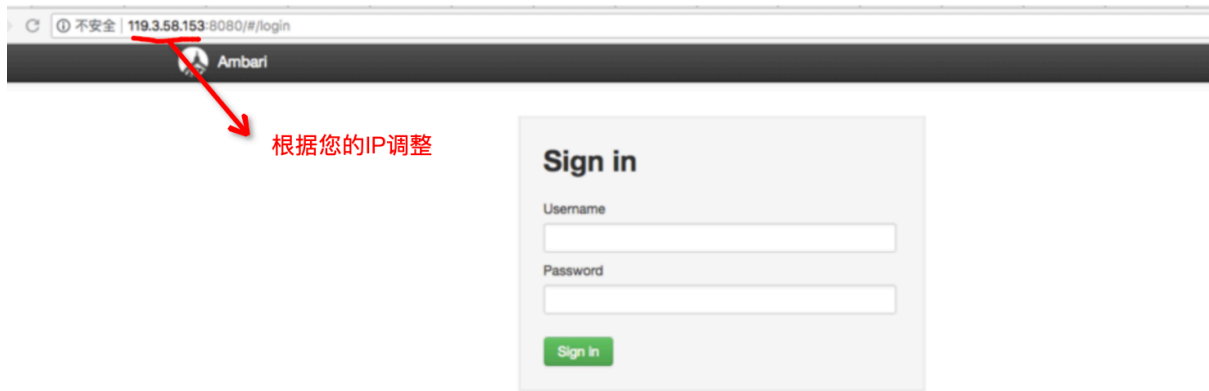 不安全 | 119.3.58.153:8080/#/login
Ambari
根据您的IP调整
Sign in
Username
Password
Sign in